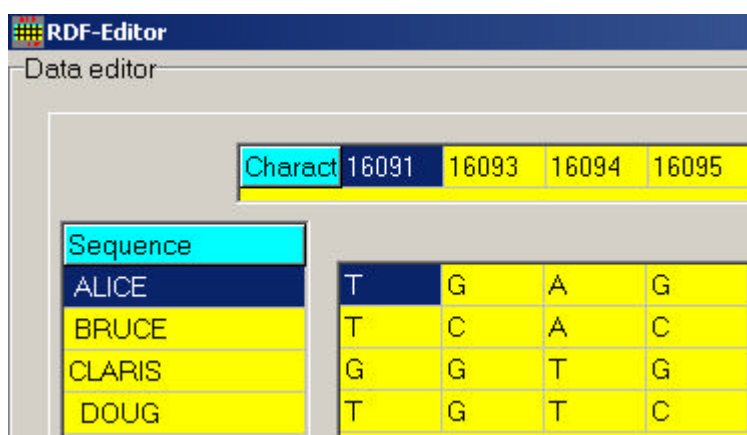 RDF-Editor
Data editor
Charact 16091 16093 16094 16095
Sequence
ALICE T G A G
BRUCE T C A C
CLARIS G G T G
DOUG T G T C